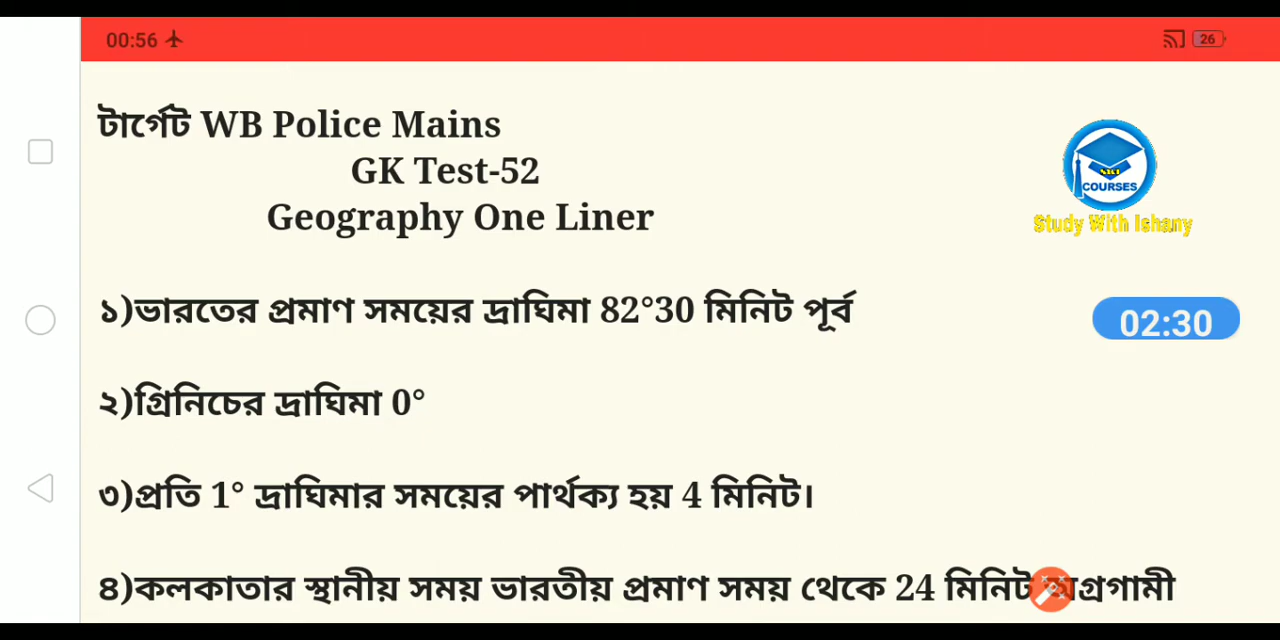 00:56
26
টার্গেট WB Police Mains
GK Test-52
Geography One Liner
COURSES
Study With Ishany
১)ভারতের প্রমাণ সময়ের দ্রাঘিমা 82°30 মিনিট পূর্ব
02:30
২)গ্রিনিচের দ্রাঘিমা 0°
৩)প্রতি 1° দ্রাঘিমার সময়ের পার্থক্য হয় 4 মিনিট।
৪)কলকাতার স্থানীয় সময় ভারতীয় প্রমাণ সময় থেকে 24 মিনিট অগ্রগামী